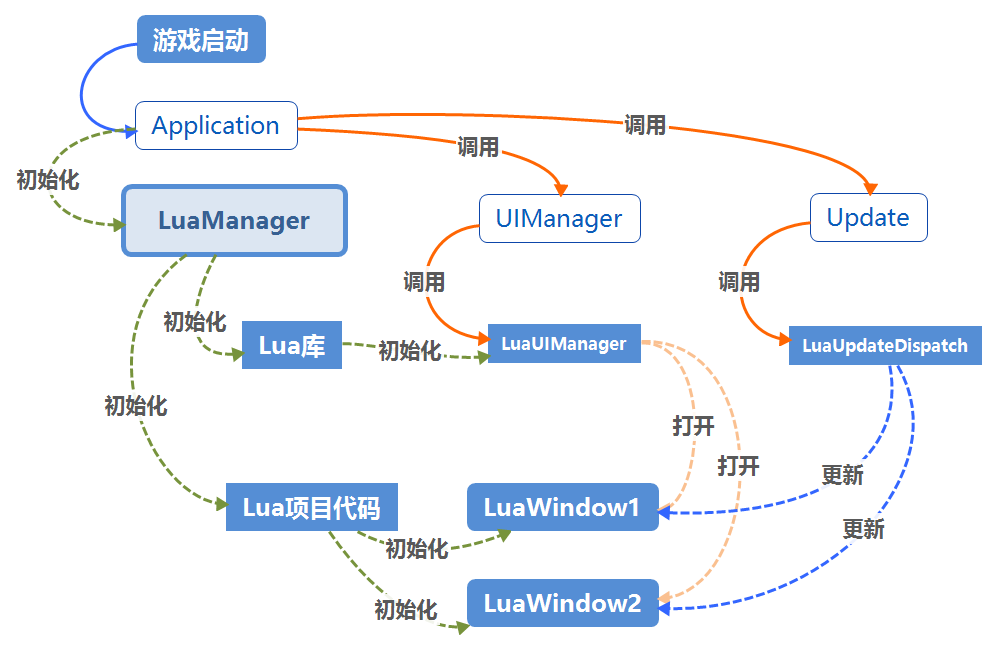 游戏启动
Application
调用
调用
初始化
LuaManager
UIManager
Update
调用
调用
初始化
Lua库
初始化
LuaUIManager
LuaUpdateDispatch
初始化
打开
打开
更新
Lua项目代码
LuaWindow1
更新
初始化
初始化
LuaWindow2